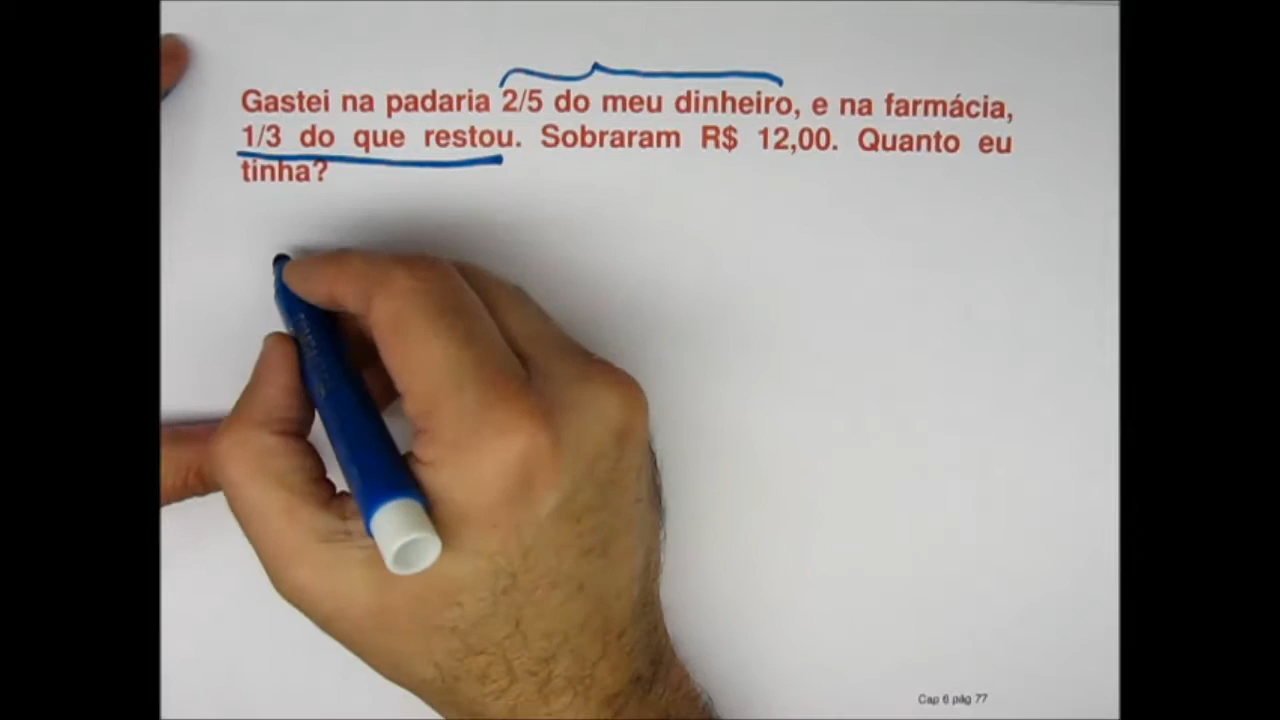 Gastei na padaria 2/5 do meu dinheiro, e na farmácia,
1/3 do que restou. Sobraram R$ 12,00. Quanto eu
tinha?
Cap 6 pág 77